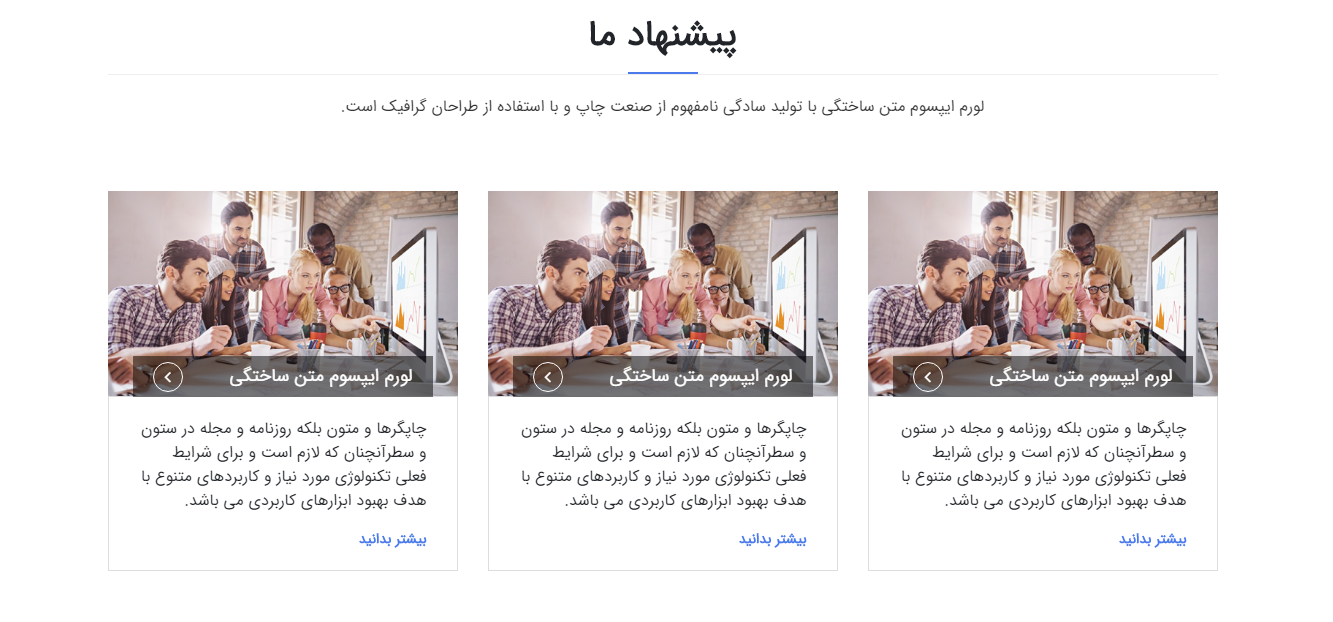 پیشنهاد ما
لورم ایپسوم متن ساختگی با تولید سادگی نامفهوم از صنعت چاپ و با استفاده از طراحان گرافیک است.
لورم ایپسوم متن ساختگی
چاپگرها و متون بلکه روزنامه و مجله در ستون
و سطرآنچنان که لازم است و برای شرایط
فعلی تکنولوژی مورد نیاز و کاربردهای متنوع با
هدف بهبود ابزارهای کاربردی می باشد.
بیشتر بدانید
لورم ایپسوم متن ساختگی
چاپگرها و متون بلکه روزنامه و مجله در ستون
و سطرآنچنان که لازم است و برای شرایط
فعلی تکنولوژی مورد نیاز و کاربردهای متنوع با
هدف بهبود ابزارهای کاربردی می باشد.
بیشتر بدانید
لورم ایپسوم متن ساختگی
چاپگرها و متون بلکه روزنامه و مجله در ستون
و سطرآنچنان که لازم است و برای شرایط
فعلی تکنولوژی مورد نیاز و کاربردهای متنوع با
هدف بهبود ابزارهای کاربردی می باشد.
بیشتر بدانید